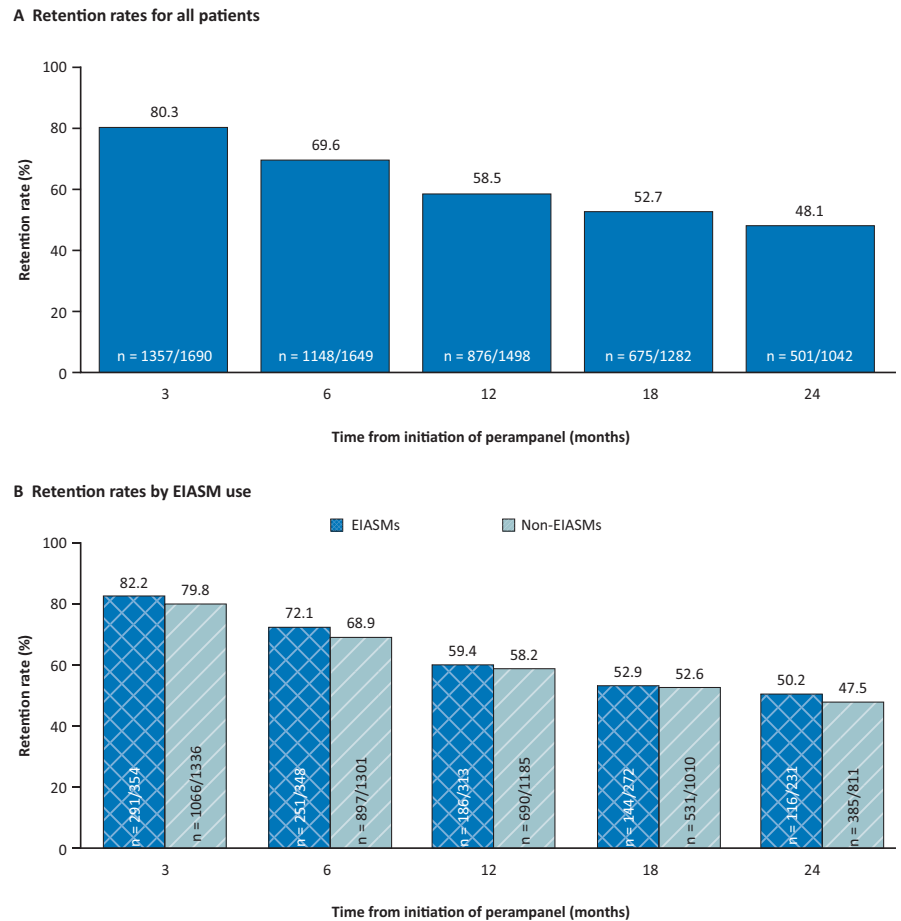 A Retention rates for all patients
100
80
60
40
20
0
Retention rate (%)
80.3
69.6
58.5
52.7
48.1
n = 1357/1690
n = 1148/1649
n = 876/1498
n = 675/1282
n = 501/1042
3
6
12
18
24
Time from initiation of perampanel (months)
B Retention rates by EIASM use
EIASMs
Non-EIASMs
100
80
60
40
20
0
Retention rate (%)
82.2
79.8
72.1
68.9
59.4
58.2
52.9
52.6
50.2
47.5
n = 291/354
n = 1066/1336
n = 251/348
n = 897/1301
n = 186/313
n = 690/1185
n = 144/272
n = 531/1010
n = 116/231
n = 385/811
3
6
12
18
24
Time from initiation of perampanel (months)